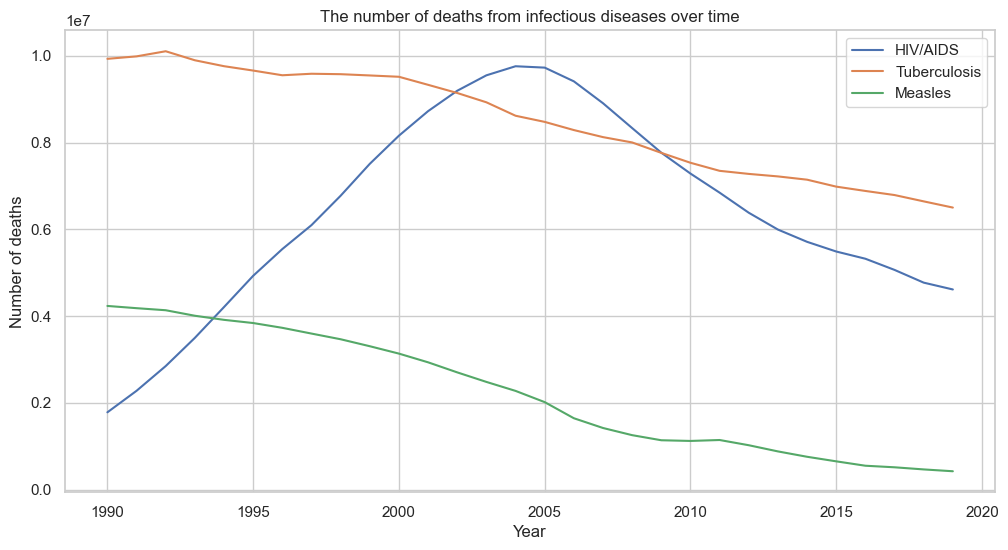 The number of deaths from infectious diseases over time
1e7
1.0
0.8
0.6
0.4
0.2
0.0
Number of deaths
HIV/AIDS
Tuberculosis
Measles
1990
1995
2000
2005
2010
2015
2020
Year